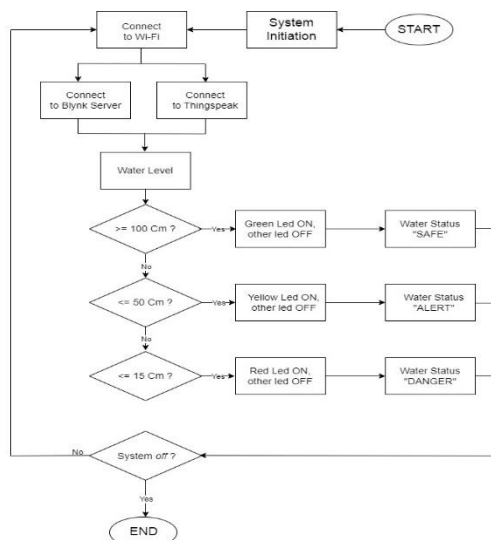 START
System
Initiation
Connect
to Wi-Fi
Connect
to Blynk Server
Connect
to Thingspeak
Water Level
>= 100 Cm ?
Yes
Green Led ON,
other led OFF
Water Status
"SAFE"
No
<= 50 Cm ?
Yes
Yellow Led ON,
other led OFF
Water Status
"ALERT"
No
<= 15 Cm ?
Yes
Red Led ON,
other led OFF
Water Status
"DANGER"
System off ?
No
Yes
END